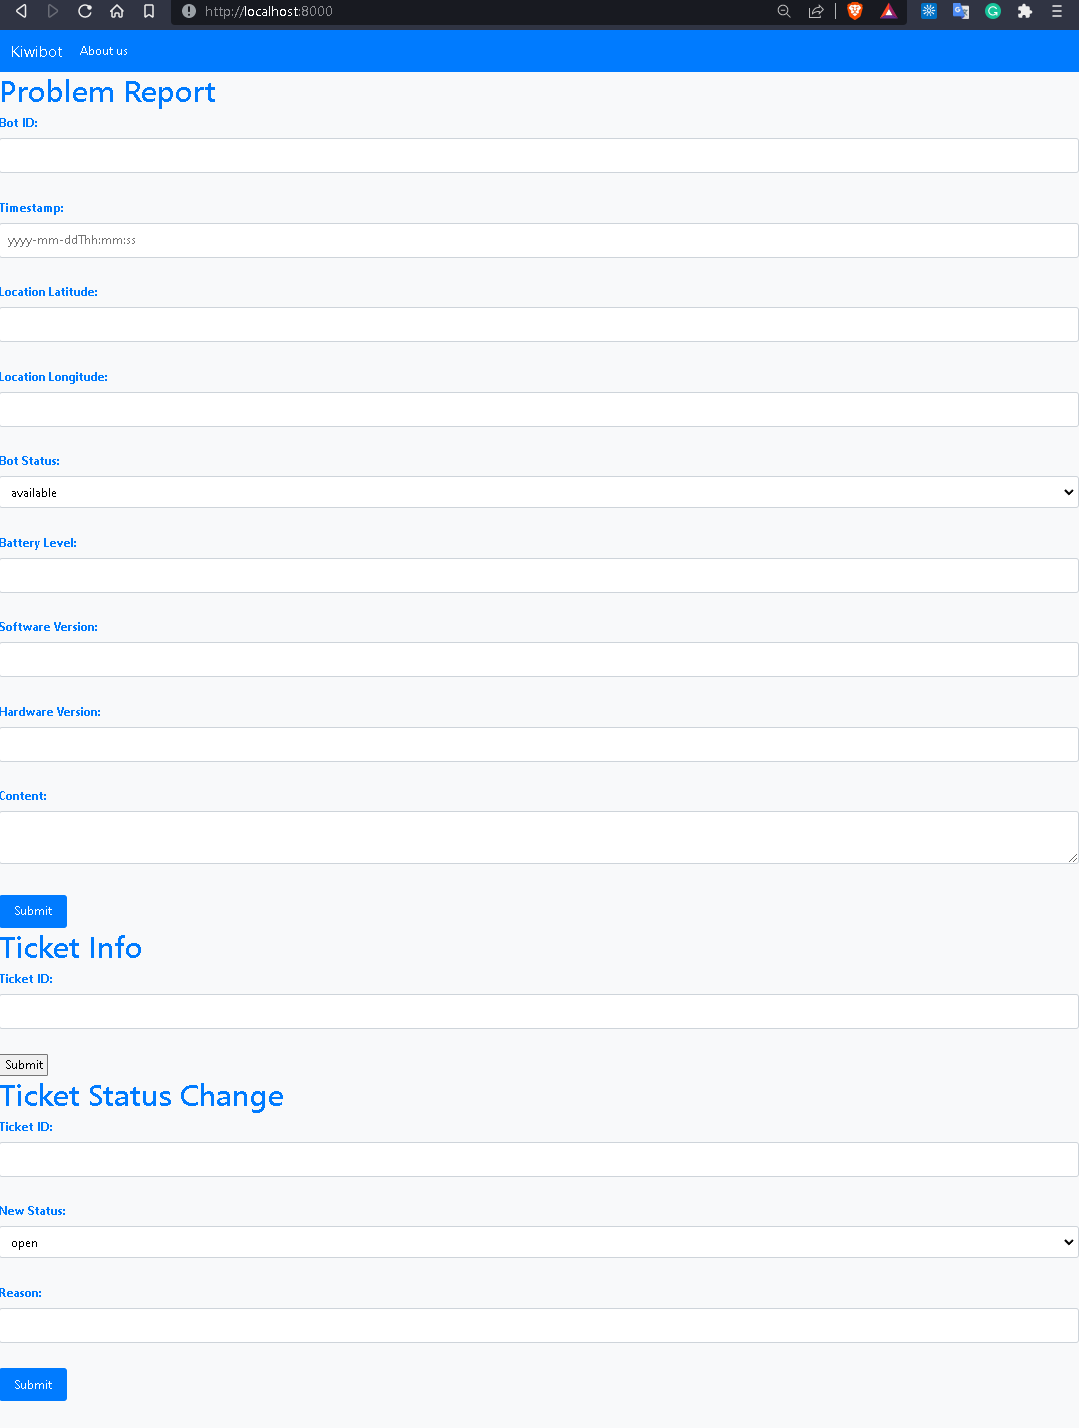 http://localhost:8000
Kiwibot About us
Problem Report
Bot ID:
Timestamp:
yyyy-mm-ddThh:mm:ss
Location Latitude:
Location Longitude:
Bot Status:
available
Battery Level:
Software Version:
Hardware Version:
Content:
Submit
Ticket Info
Ticket ID:
Submit
Ticket Status Change
Ticket ID:
New Status:
open
Reason:
Submit